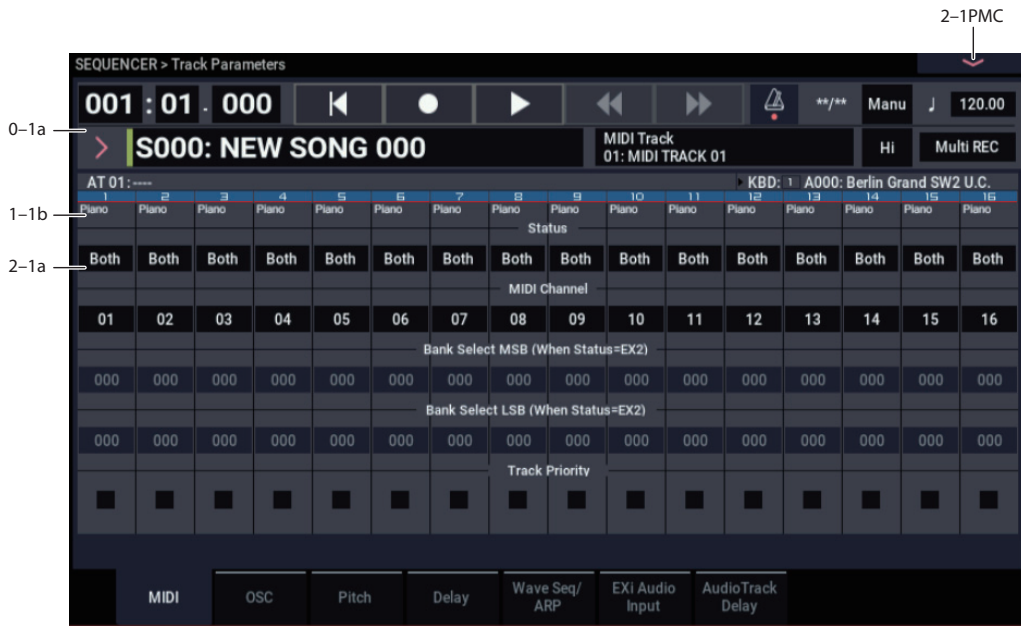 2–1PMC
SEQUENCER > Track Parameters
001 : 01 . 000 **/** Manu ♩ 120.00
0–1a
S000: NEW SONG 000 MIDI Track Hi Multi REC
01: MIDI TRACK 01
AT 01: ---- KBD: 1 A000: Berlin Grand SW2 U.C.
1 2 3 4 5 6 7 8 9 10 11 12 13 14 15 16
1–1b
Piano Piano Piano Piano Piano Piano Piano Piano Piano Piano Piano Piano Piano Piano Piano Piano
Status
2–1a
Both Both Both Both Both Both Both Both Both Both Both Both Both Both Both Both
MIDI Channel
01 02 03 04 05 06 07 08 09 10 11 12 13 14 15 16
Bank Select MSB (When Status=EX2)
000 000 000 000 000 000 000 000 000 000 000 000 000 000 000 000
Bank Select LSB (When Status=EX2)
000 000 000 000 000 000 000 000 000 000 000 000 000 000 000 000
Track Priority
MIDI OSC Pitch Delay Wave Seq/ EXi Audio AudioTrack
ARP Input Delay